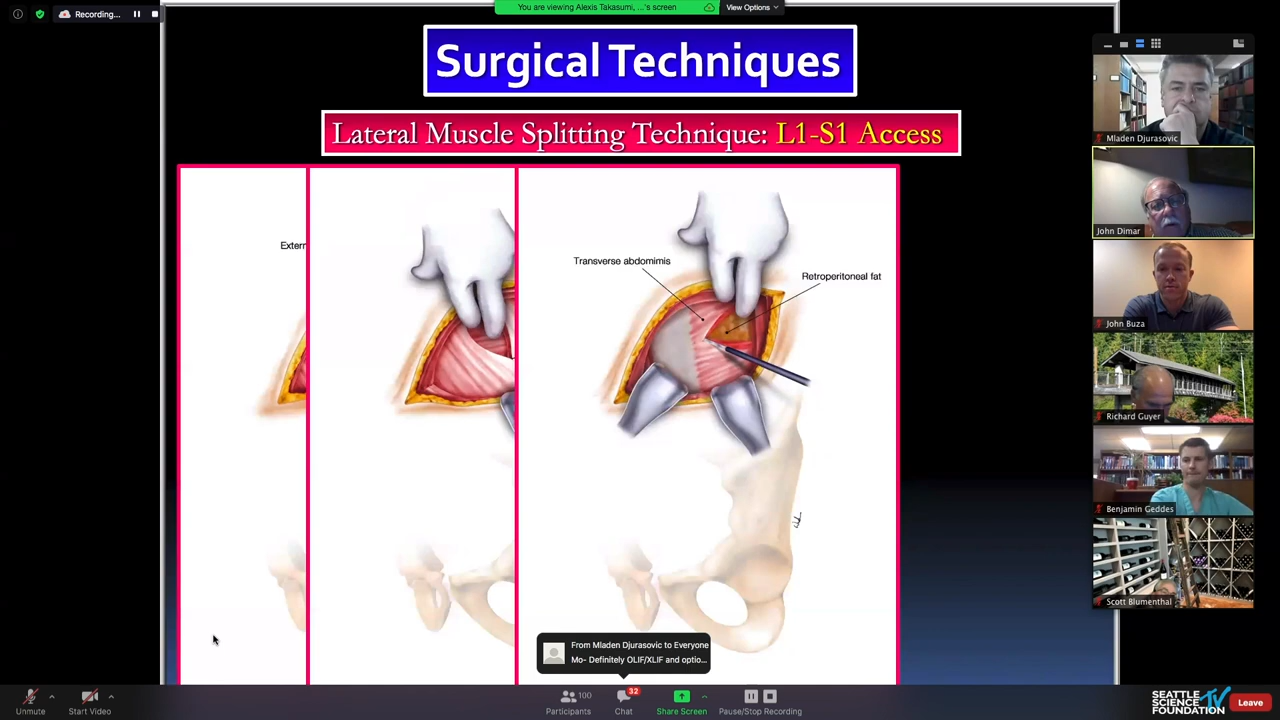 Recording...
You are viewing Alexis Takasumi, ...'s screen
View Options
Surgical Techniques
Lateral Muscle Splitting Technique: L1-S1 Access
Extern
Transverse abdomimis
Retroperitoneal fat
Mladen Djurasovic
John Dimar
John Buza
Richard Guyer
Benjamin Geddes
Scott Blumenthal
From Mladen Djurasovic to Everyone
Mo- Definitely OLIF/XLIF and optio...
Unmute
Start Video
100
Participants
32
Chat
Share Screen
Pause/Stop Recording
SEATTLE
SCIENCE TV
FOUNDATION
Leave